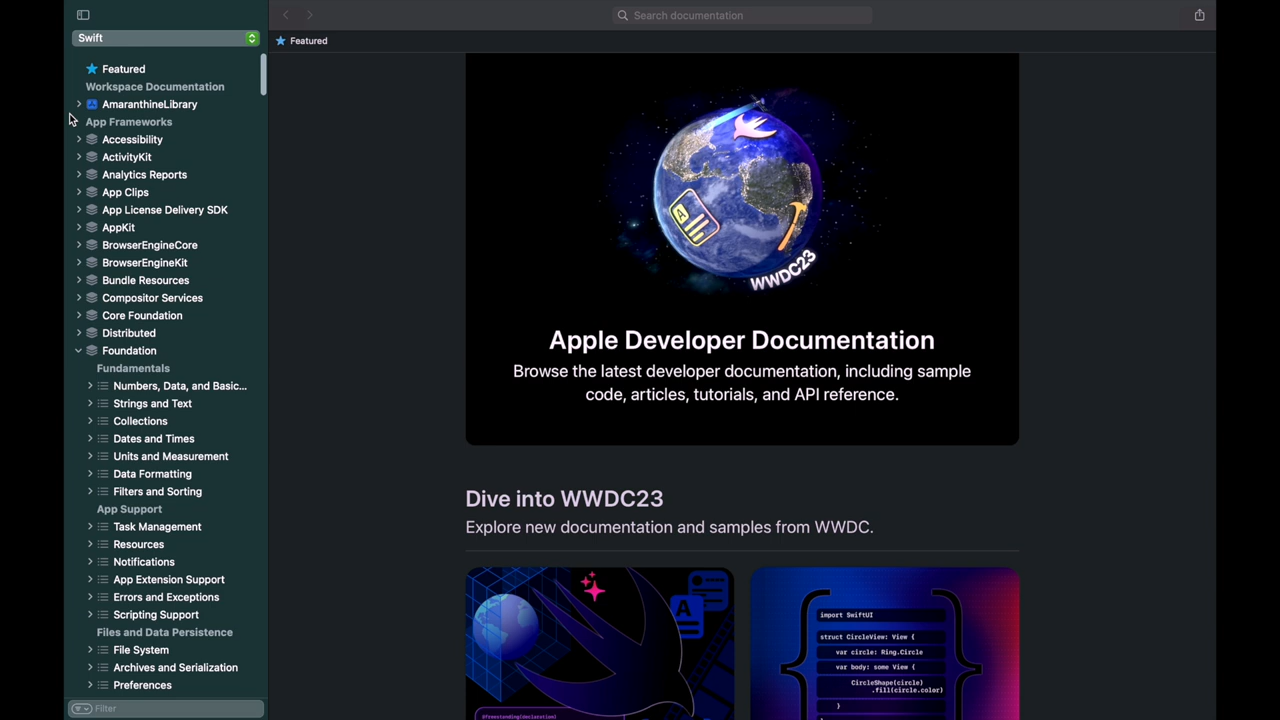 Search documentation
Swift
Featured
Featured
Workspace Documentation
AmaranthineLibrary
App Frameworks
Accessibility
ActivityKit
Analytics Reports
App Clips
App License Delivery SDK
AppKit
BrowserEngineCore
BrowserEngineKit
Bundle Resources
Compositor Services
Core Foundation
Distributed
Foundation
Fundamentals
Numbers, Data, and Basic...
Strings and Text
Collections
Dates and Times
Units and Measurement
Data Formatting
Filters and Sorting
App Support
Task Management
Resources
Notifications
App Extension Support
Errors and Exceptions
Scripting Support
Files and Data Persistence
File System
Archives and Serialization
Preferences
Filter
A
WWDC23
Apple Developer Documentation
Browse the latest developer documentation, including sample
code, articles, tutorials, and API reference.
Dive into WWDC23
Explore new documentation and samples from WWDC.
A
@freestanding(declaration)
import SwiftUI
struct CircleView: View {
var circle: Ring.Circle
var body: some View {
CircleShape(circle)
.fill(circle.color)
}